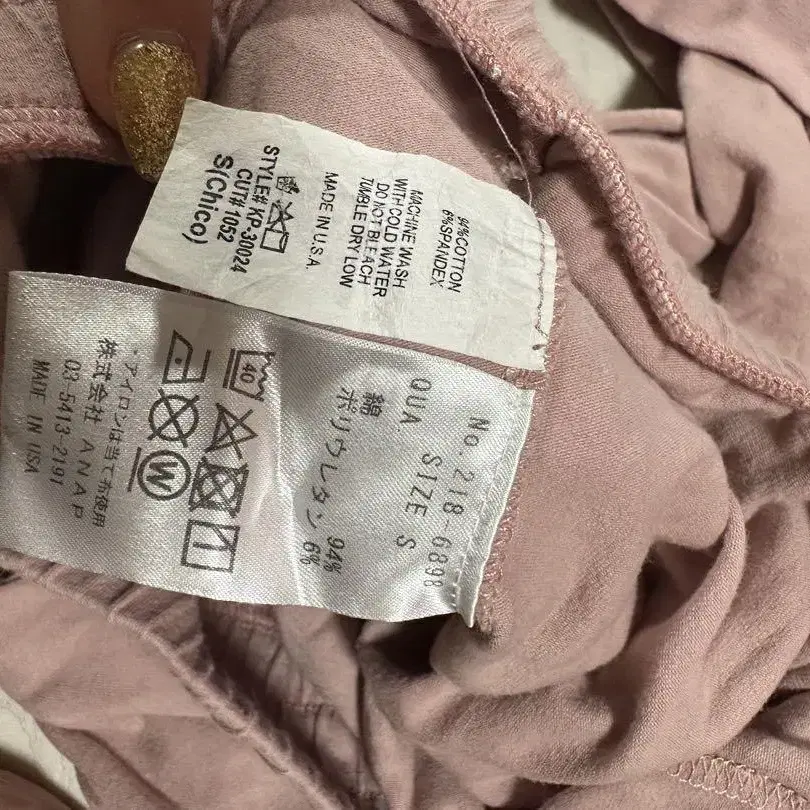 94%COTTON
6%SPANDEX
MACHINE WASH
WITH COLD WATER
DO NOT BLEACH
TUMBLE DRY LOW
MADE IN U.S.A.
STYLE# KP-30024
CUT# 1052
S(Chico)
No. 218-6898
QUA SIZE S
綿 94%
ポリウレタン 6%
40
W
・アイロンは当て布使用
株式会社 ANAP
03-5413-2191
MADE IN USA